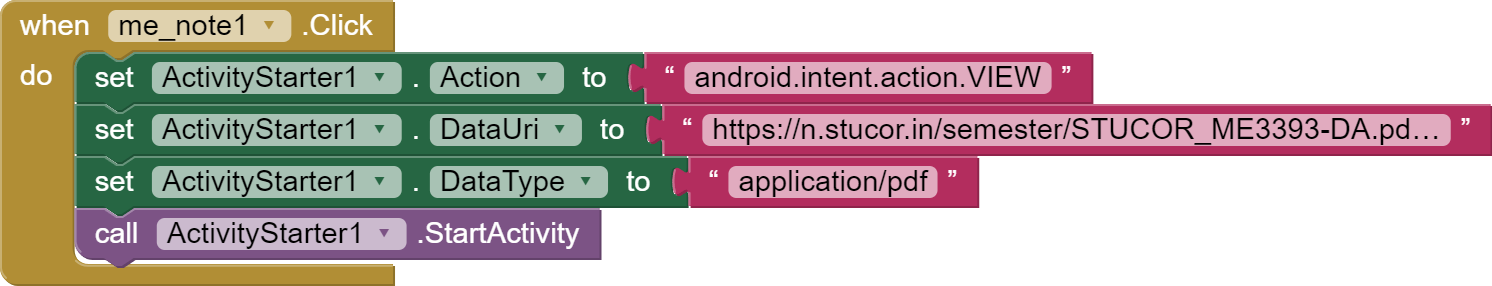 when me_note1 .Click
do set ActivityStarter1 . Action to “ android.intent.action.VIEW ”
set ActivityStarter1 . DataUri to “ https://n.stucor.in/semester/STUCOR_ME3393-DA.pd… ”
set ActivityStarter1 . DataType to “ application/pdf ”
call ActivityStarter1 .StartActivity